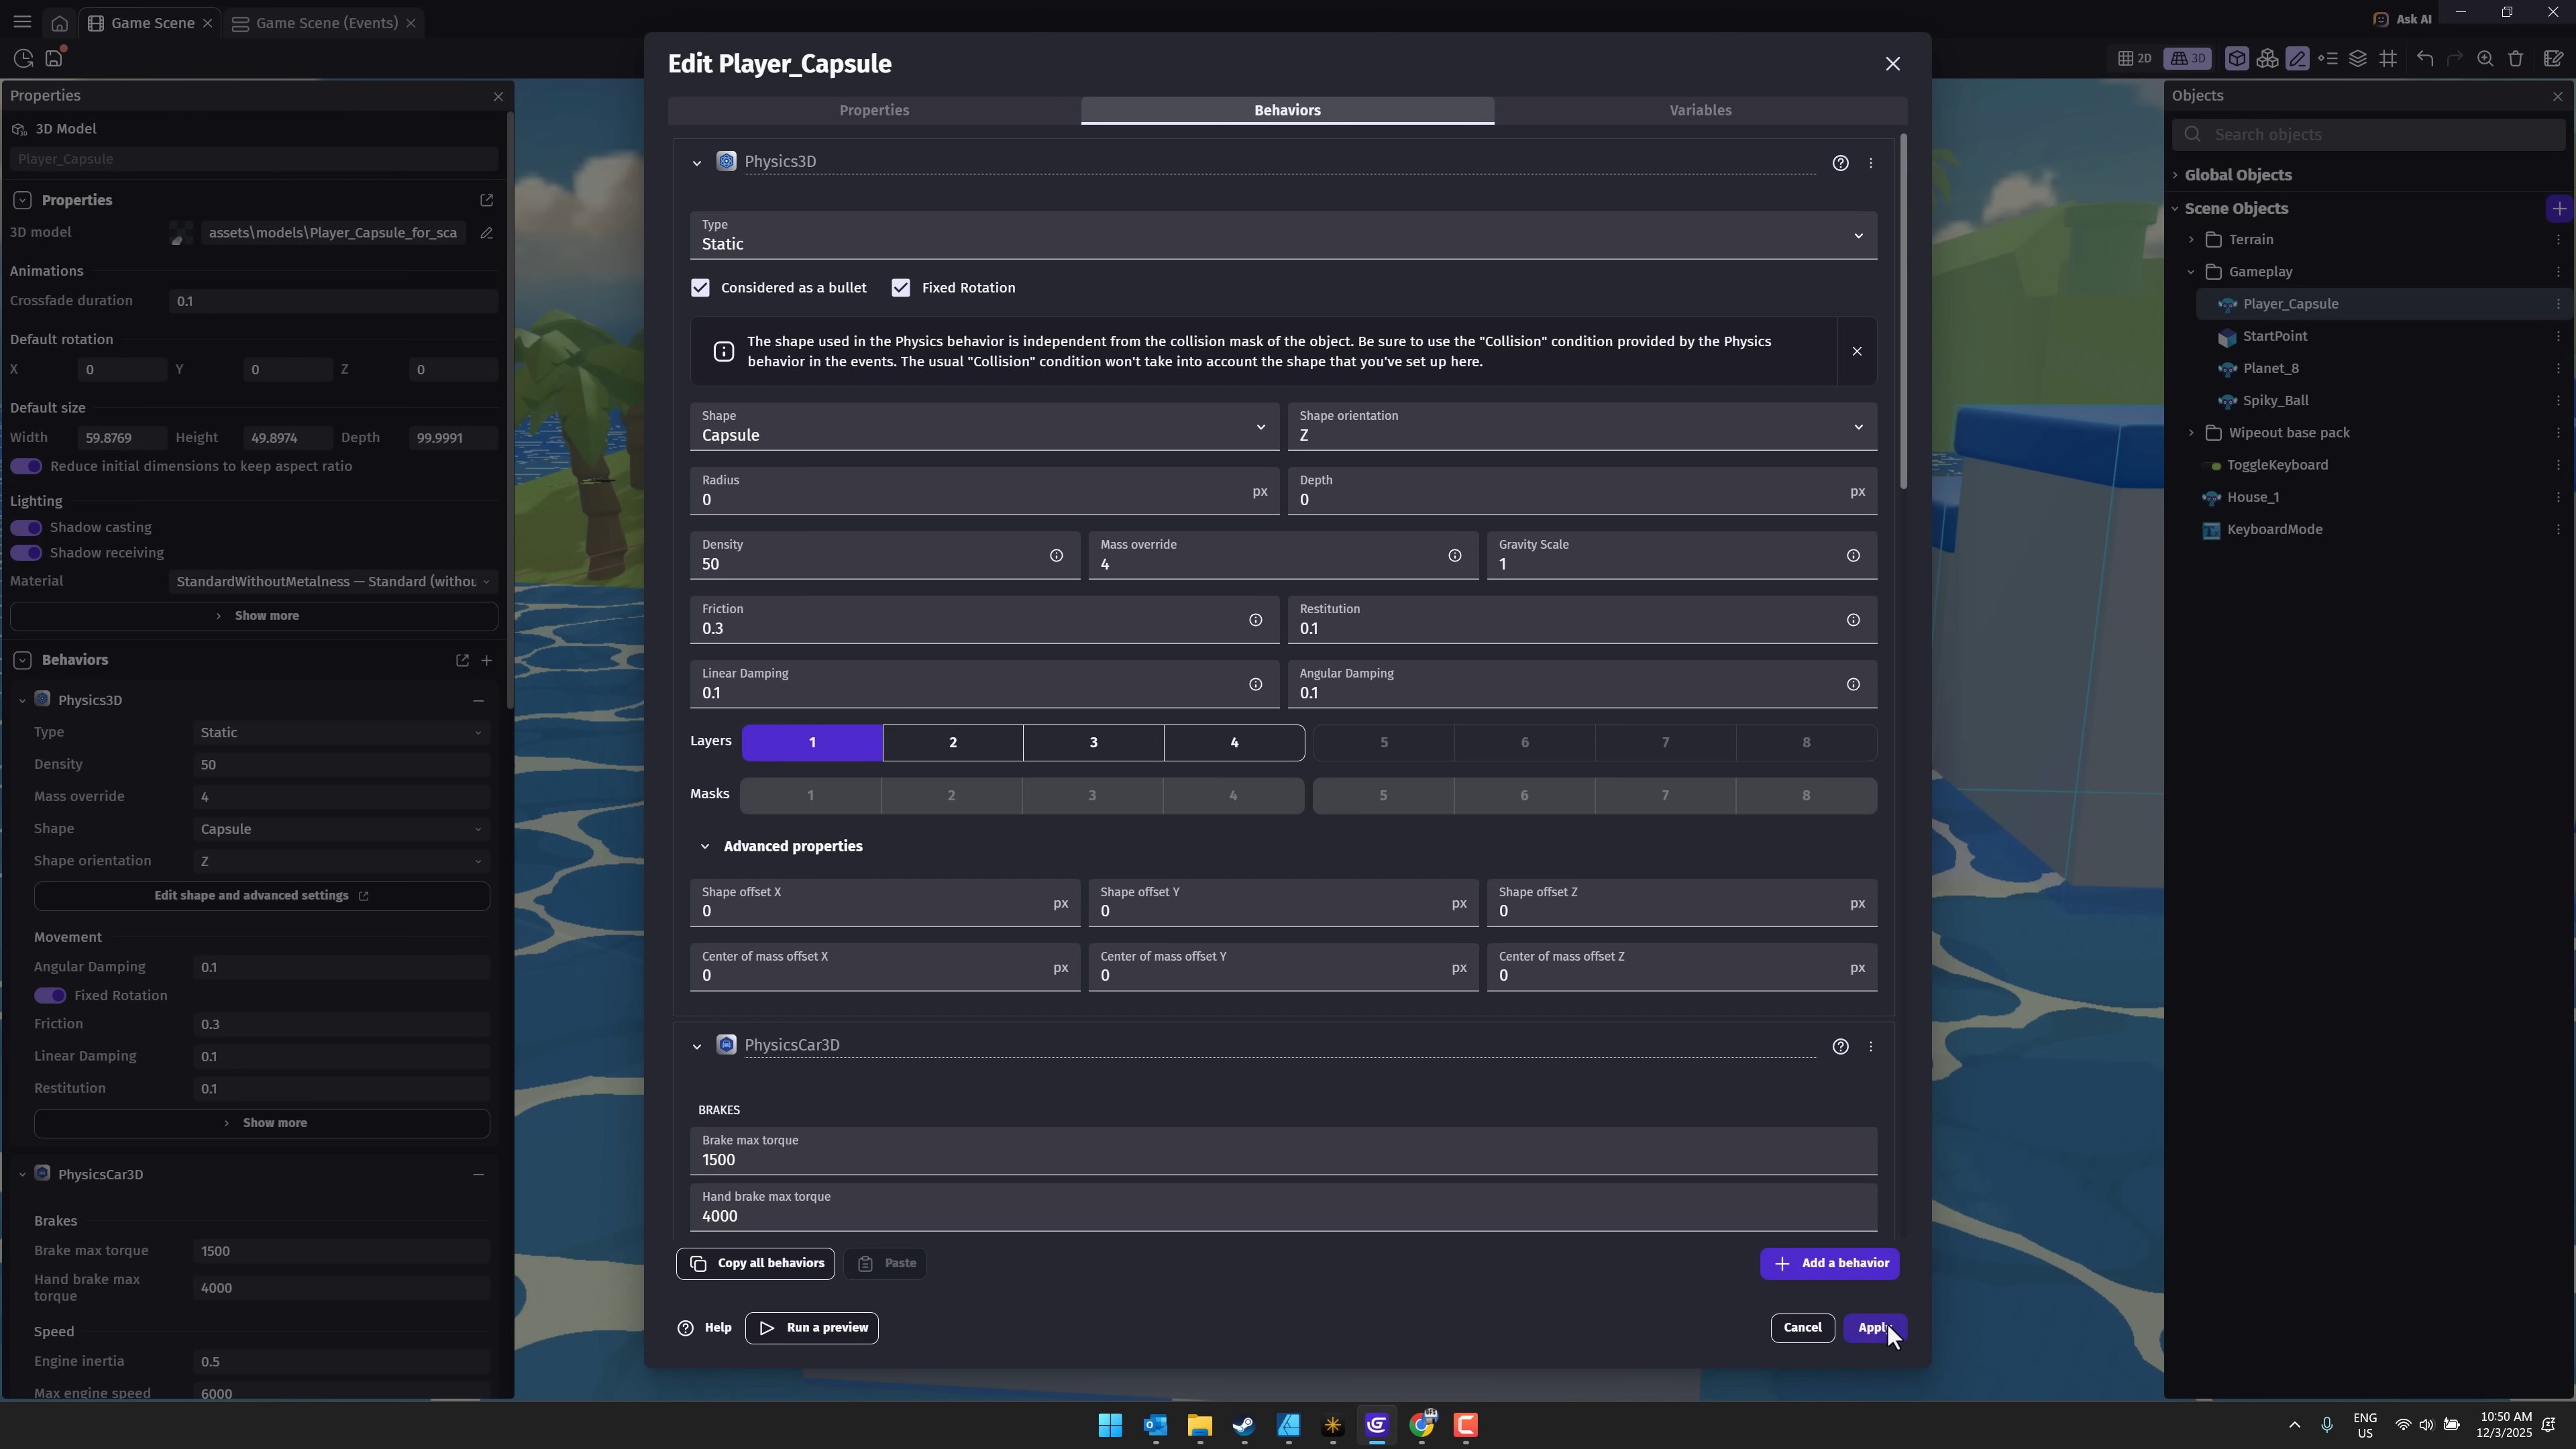 Game Scene
Game Scene (Events)
Ask AI
2D
3D
Properties
3D Model
Player_Capsule
Properties
3D model
assets\models\Player_Capsule_for_sca
Animations
Crossfade duration
0.1
Default rotation
X 0 Y 0 Z 0
Default size
Width 59.8769 Height 49.8974 Depth 99.9991
Reduce initial dimensions to keep aspect ratio
Lighting
Shadow casting
Shadow receiving
Material StandardWithoutMetalness — Standard (withou
Show more
Behaviors
Physics3D
Type Static
Density 50
Mass override 4
Shape Capsule
Shape orientation Z
Edit shape and advanced settings
Movement
Angular Damping 0.1
Fixed Rotation
Friction 0.3
Linear Damping 0.1
Restitution 0.1
Show more
PhysicsCar3D
Brakes
Brake max torque 1500
Hand brake max
torque
4000
Speed
Engine inertia 0.5
Max engine speed 6000
Edit Player_Capsule
Properties
Behaviors
Variables
Physics3D
Type
Static
Considered as a bullet
Fixed Rotation
The shape used in the Physics behavior is independent from the collision mask of the object. Be sure to use the "Collision" condition provided by the Physics
behavior in the events. The usual "Collision" condition won't take into account the shape that you've set up here.
Shape
Capsule
Shape orientation
Z
Radius
0
px
Depth
0
px
Density
50
Mass override
4
Gravity Scale
1
Friction
0.3
Restitution
0.1
Linear Damping
0.1
Angular Damping
0.1
Layers 1 2 3 4 5 6 7 8
Masks 1 2 3 4 5 6 7 8
Advanced properties
Shape offset X
0
px
Shape offset Y
0
px
Shape offset Z
0
px
Center of mass offset X
0
px
Center of mass offset Y
0
px
Center of mass offset Z
0
px
PhysicsCar3D
BRAKES
Brake max torque
1500
Hand brake max torque
4000
Copy all behaviors
Paste
Add a behavior
Help
Run a preview
Cancel
Apply
Objects
Search objects
Global Objects
Scene Objects
Terrain
Gameplay
Player_Capsule
StartPoint
Planet_8
Spiky_Ball
Wipeout base pack
ToggleKeyboard
House_1
KeyboardMode
ENG
US
10:50 AM
12/3/2025